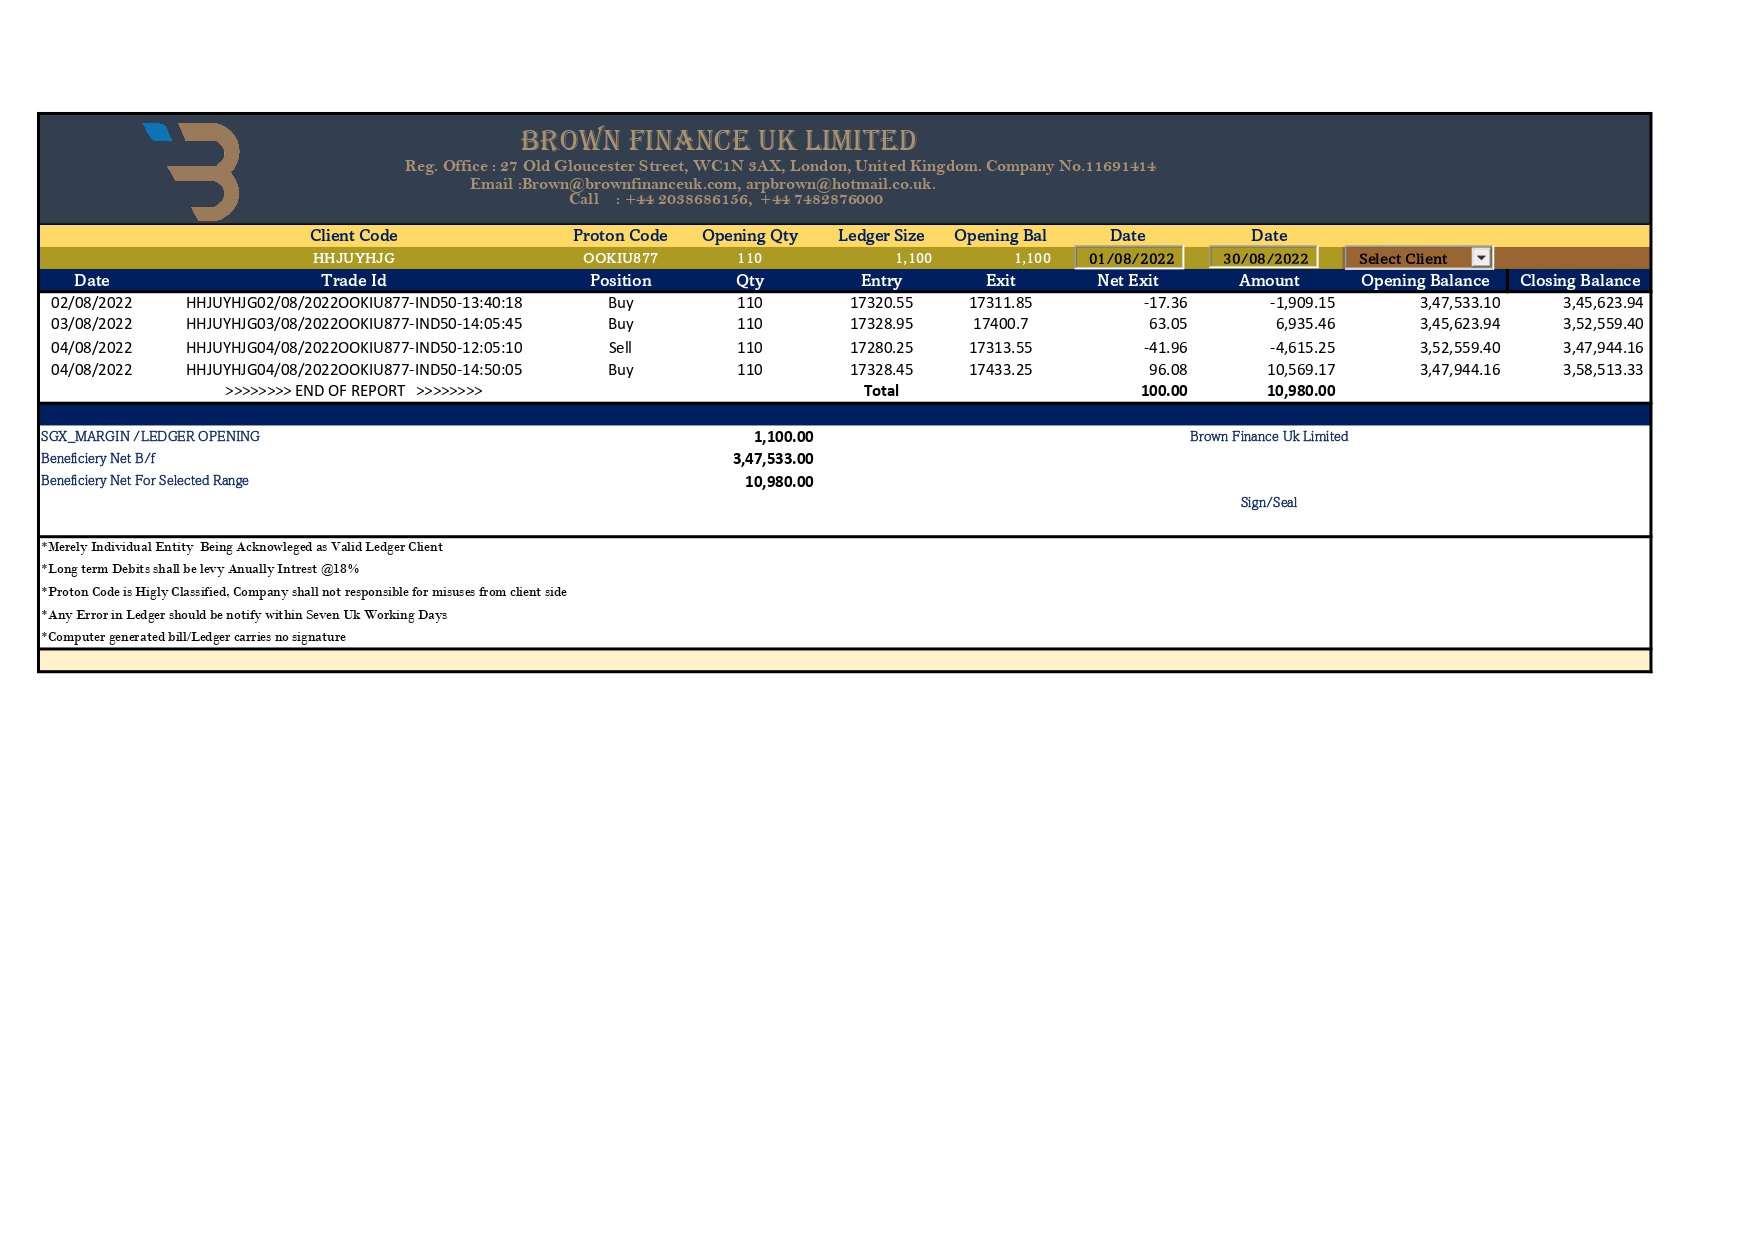 BROWN FINANCE UK LIMITED
Reg. Office : 27 Old Gloucester Street, WC1N 3AX, London, United Kingdom. Company No.11691414
Email :Brown@brownfinanceuk.com, arpbrown@hotmail.co.uk.
Call : +44 2038686156, +44 7482876000
Client Code Proton Code Opening Qty Ledger Size Opening Bal Date Date
HHJUYHJG OOKIU877 110 1,100 1,100 01/08/2022 30/08/2022 Select Client
Date Trade Id Position Qty Entry Exit Net Exit Amount Opening Balance Closing Balance
02/08/2022 HHJUYHJG02/08/2022OOKIU877-IND50-13:40:18 Buy 110 17320.55 17311.85 -17.36 -1,909.15 3,47,533.10 3,45,623.94
03/08/2022 HHJUYHJG03/08/2022OOKIU877-IND50-14:05:45 Buy 110 17328.95 17400.7 63.05 6,935.46 3,45,623.94 3,52,559.40
04/08/2022 HHJUYHJG04/08/2022OOKIU877-IND50-12:05:10 Sell 110 17280.25 17313.55 -41.96 -4,615.25 3,52,559.40 3,47,944.16
04/08/2022 HHJUYHJG04/08/2022OOKIU877-IND50-14:50:05 Buy 110 17328.45 17433.25 96.08 10,569.17 3,47,944.16 3,58,513.33
>>>>>>>> END OF REPORT >>>>>>>> Total 100.00 10,980.00
SGX_MARGIN /LEDGER OPENING 1,100.00 Brown Finance Uk Limited
Beneficiery Net B/f 3,47,533.00
Beneficiery Net For Selected Range 10,980.00
Sign/Seal
*Merely Individual Entity Being Acknowleged as Valid Ledger Client
*Long term Debits shall be levy Anually Intrest @18%
*Proton Code is Higly Classified, Company shall not responsible for misuses from client side
*Any Error in Ledger should be notify within Seven Uk Working Days
*Computer generated bill/Ledger carries no signature